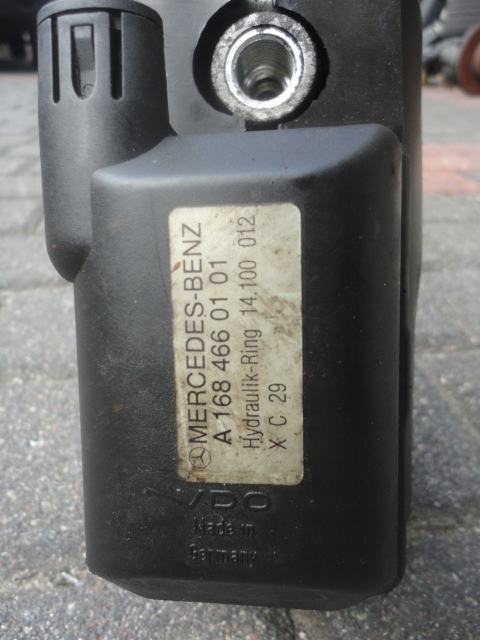 MERCEDES-BENZ
A 168 466 01 01
Hydraulik-Ring 14.100 012
X C 29
VDO
Made in
Germany